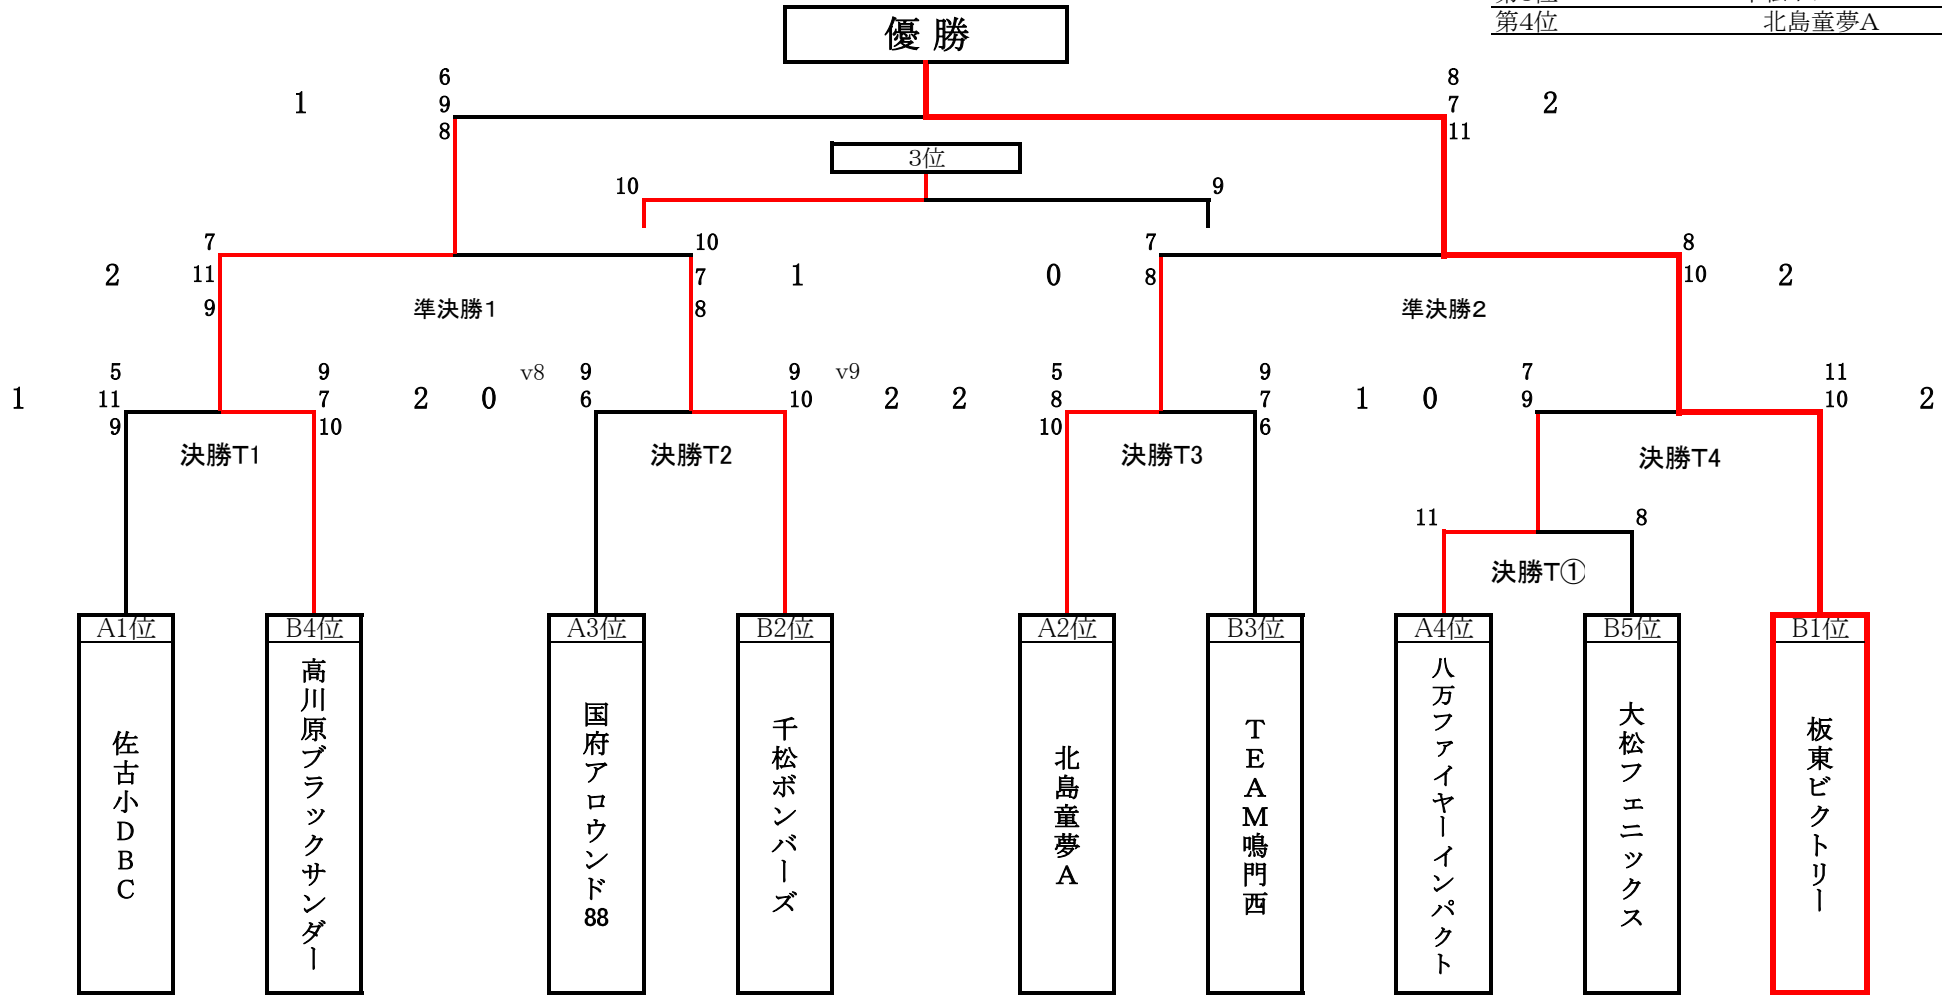 第4位 北島童夢A
優 勝
6 8
1 9 7 2
8 11
3位
10 9
7 10 7 8
2 11 7 1 0 8 10 2
9 準決勝1 8 準決勝2
5 9 v8 9 9 v9 5 9 7 11
1 11 7 2 0 6 10 2 2 8 7 1 0 9 10 2
9 10 10 6
決勝T1 決勝T2 決勝T3 決勝T4
11 8
決勝T①
A1位 B4位 A3位 B2位 A2位 B3位 A4位 B5位 B1位
佐古小DBC
高川原ブラックサンダー
国府アロウンド88
千松ボンバーズ
北島童夢A
TEAM鳴門西
八万ファイヤーインパクト
大松フェニックス
板東ビクトリー